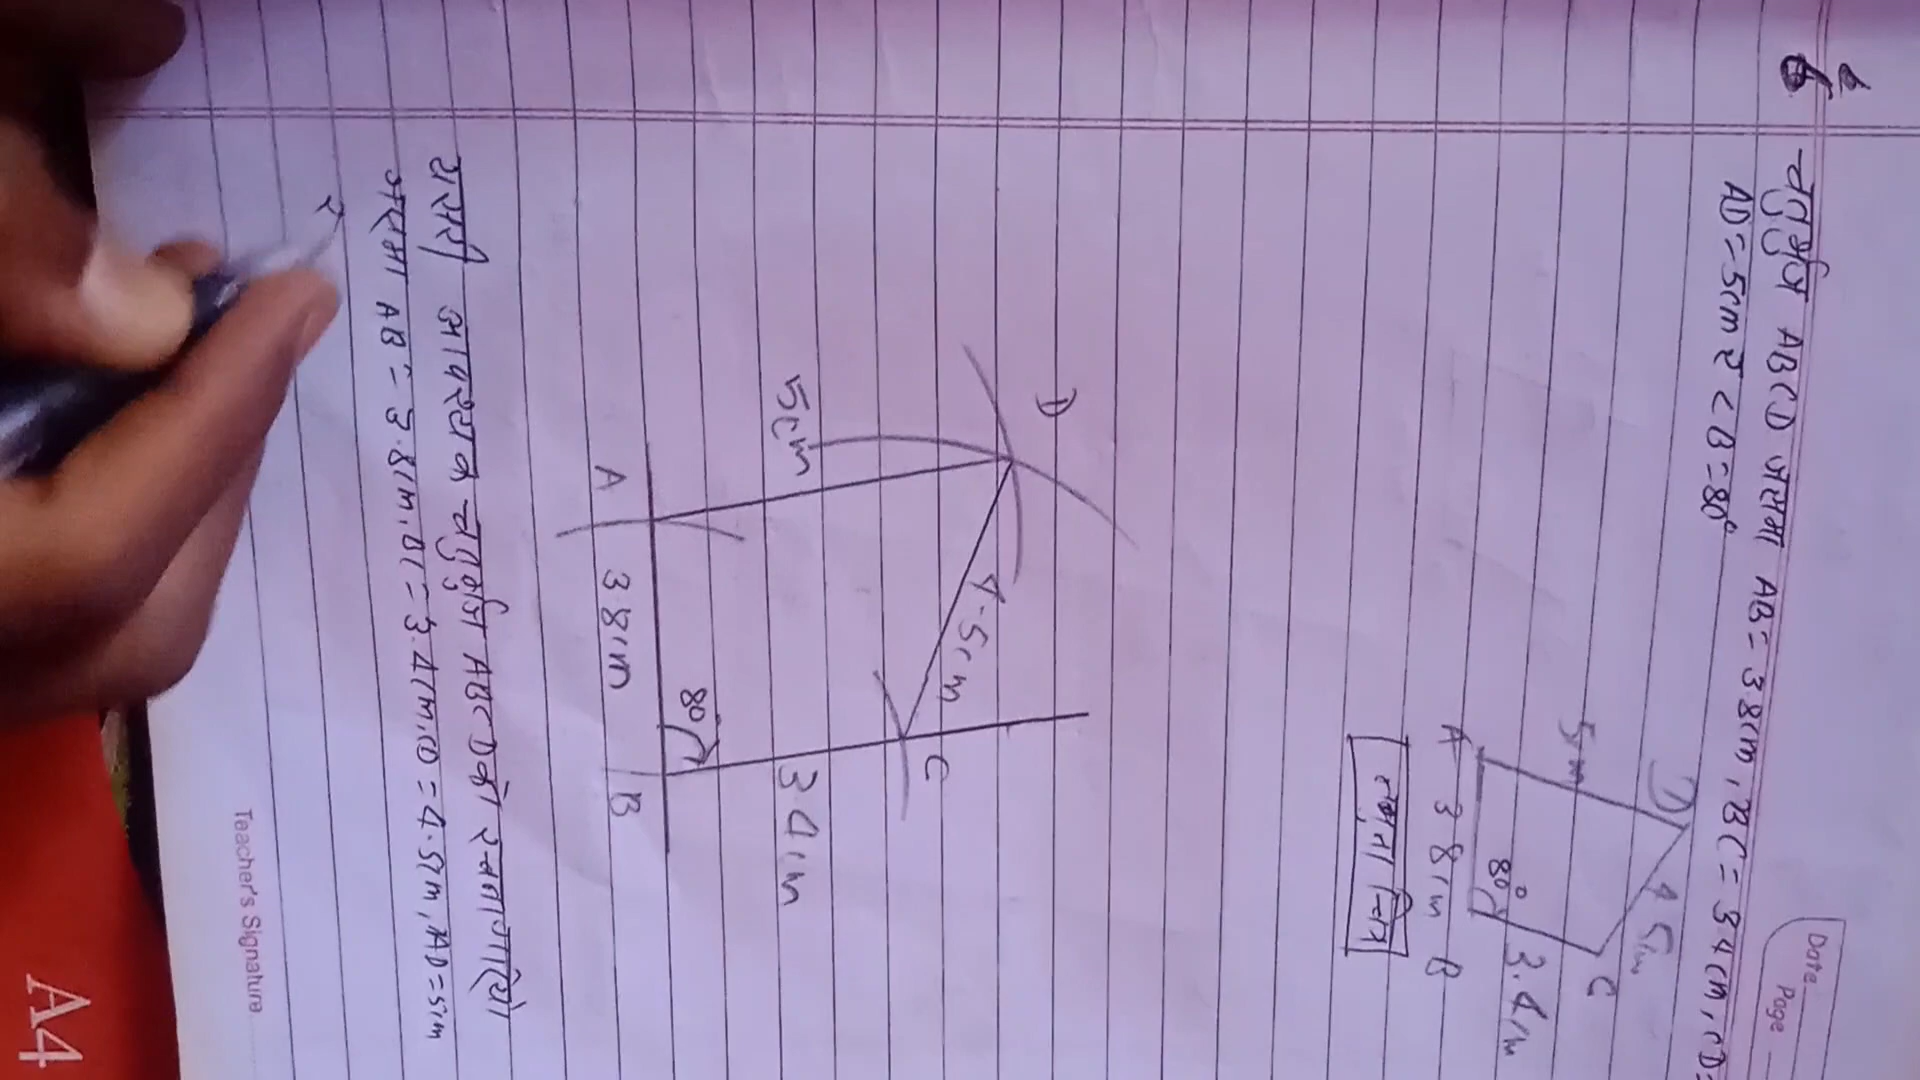 Date
Page
चतुर्भुज ABCD जसमा AB = 3.8cm, BC = 3.4cm, CD =
AD = 5cm र < B = 80°
D
5cm
4.5cm
C
80°
3.4cm
A 3.8cm B
नमुना चित्र
D
5cm
4.5cm
C
80°
3.4cm
A 3.8cm B
यसरी आवश्यक चतुर्भुज ABCD को रचना गरियो
जसमा AB = 3.8cm, BC = 3.4cm, CD = 4.5cm, AD = 5cm
र
Teacher's Signature
A4